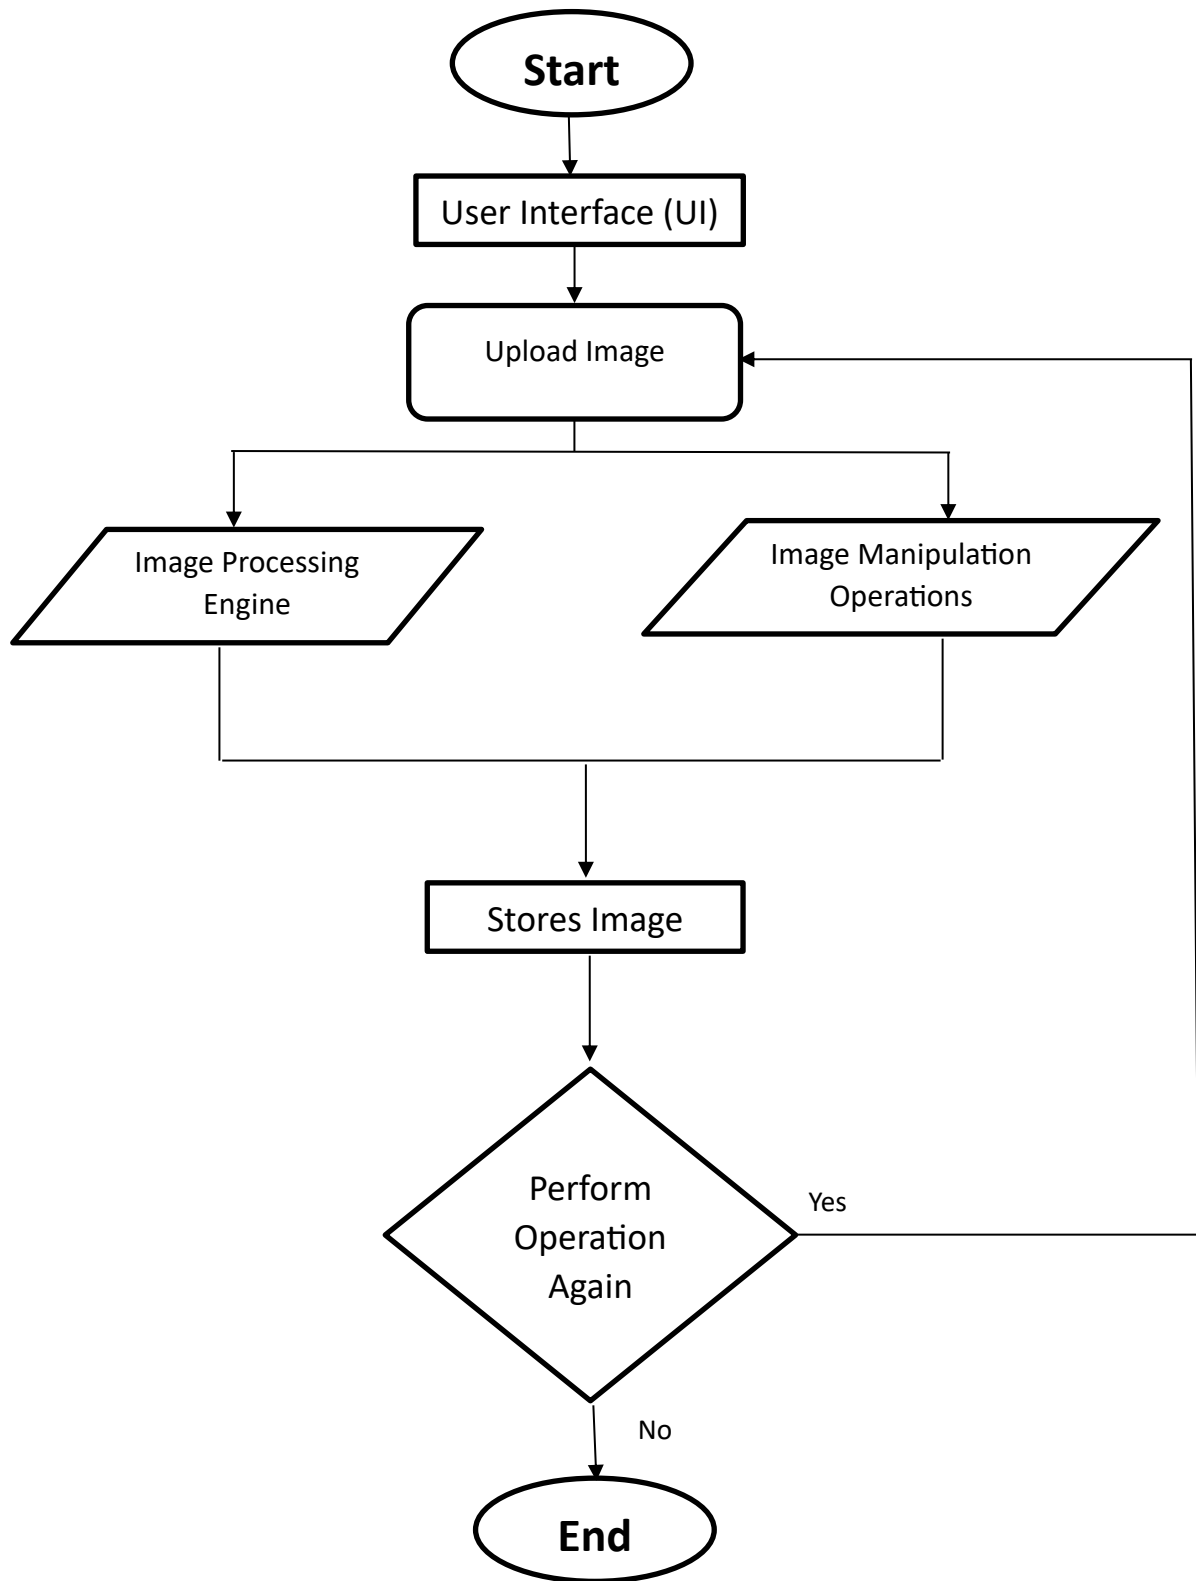 Start
User Interface (UI)
Upload Image
Image Processing
Engine
Image Manipulation
Operations
Stores Image
Perform
Operation
Again
Yes
No
End